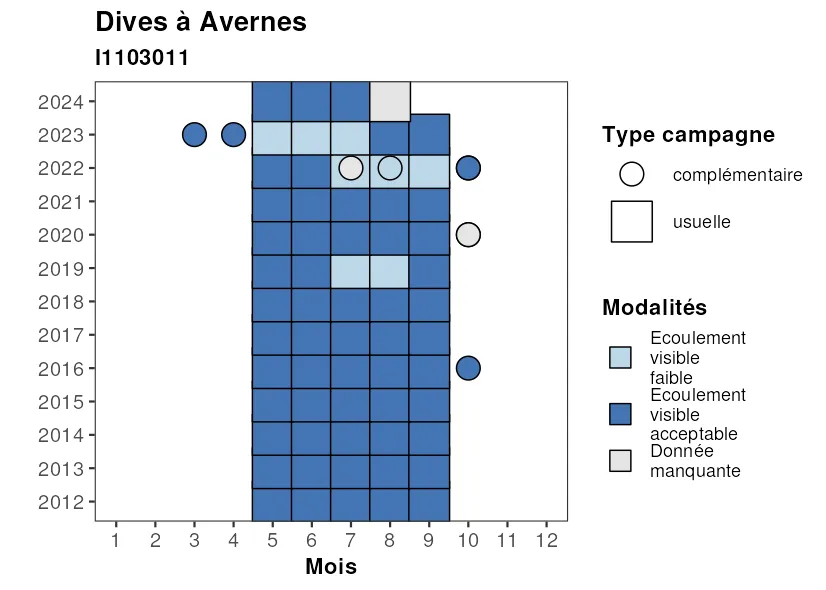 Dives à Avernes
I1103011
2024
2023
2022
2021
2020
2019
2018
2017
2016
2015
2014
2013
2012
1 2 3 4 5 6 7 8 9 10 11 12
Mois
Type campagne
complémentaire
usuelle
Modalités
Ecoulement
visible
faible
Ecoulement
visible
acceptable
Donnée
manquante